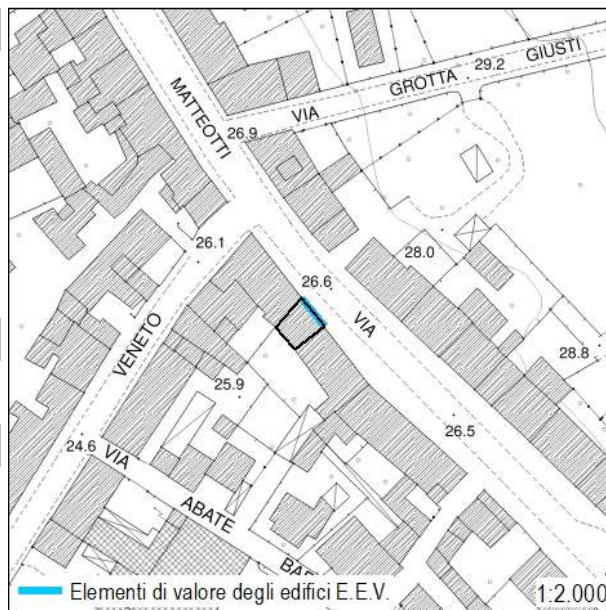 29.2
GIUSTI
GROTTA
VIA
26.9
MATTEOTTI
26.1
28.0
26.6
VIA
28.8
VENETO
25.9
26.5
24.6
VIA
ABATE
Elementi di valore degli edifici E.E.V.
1:2.000